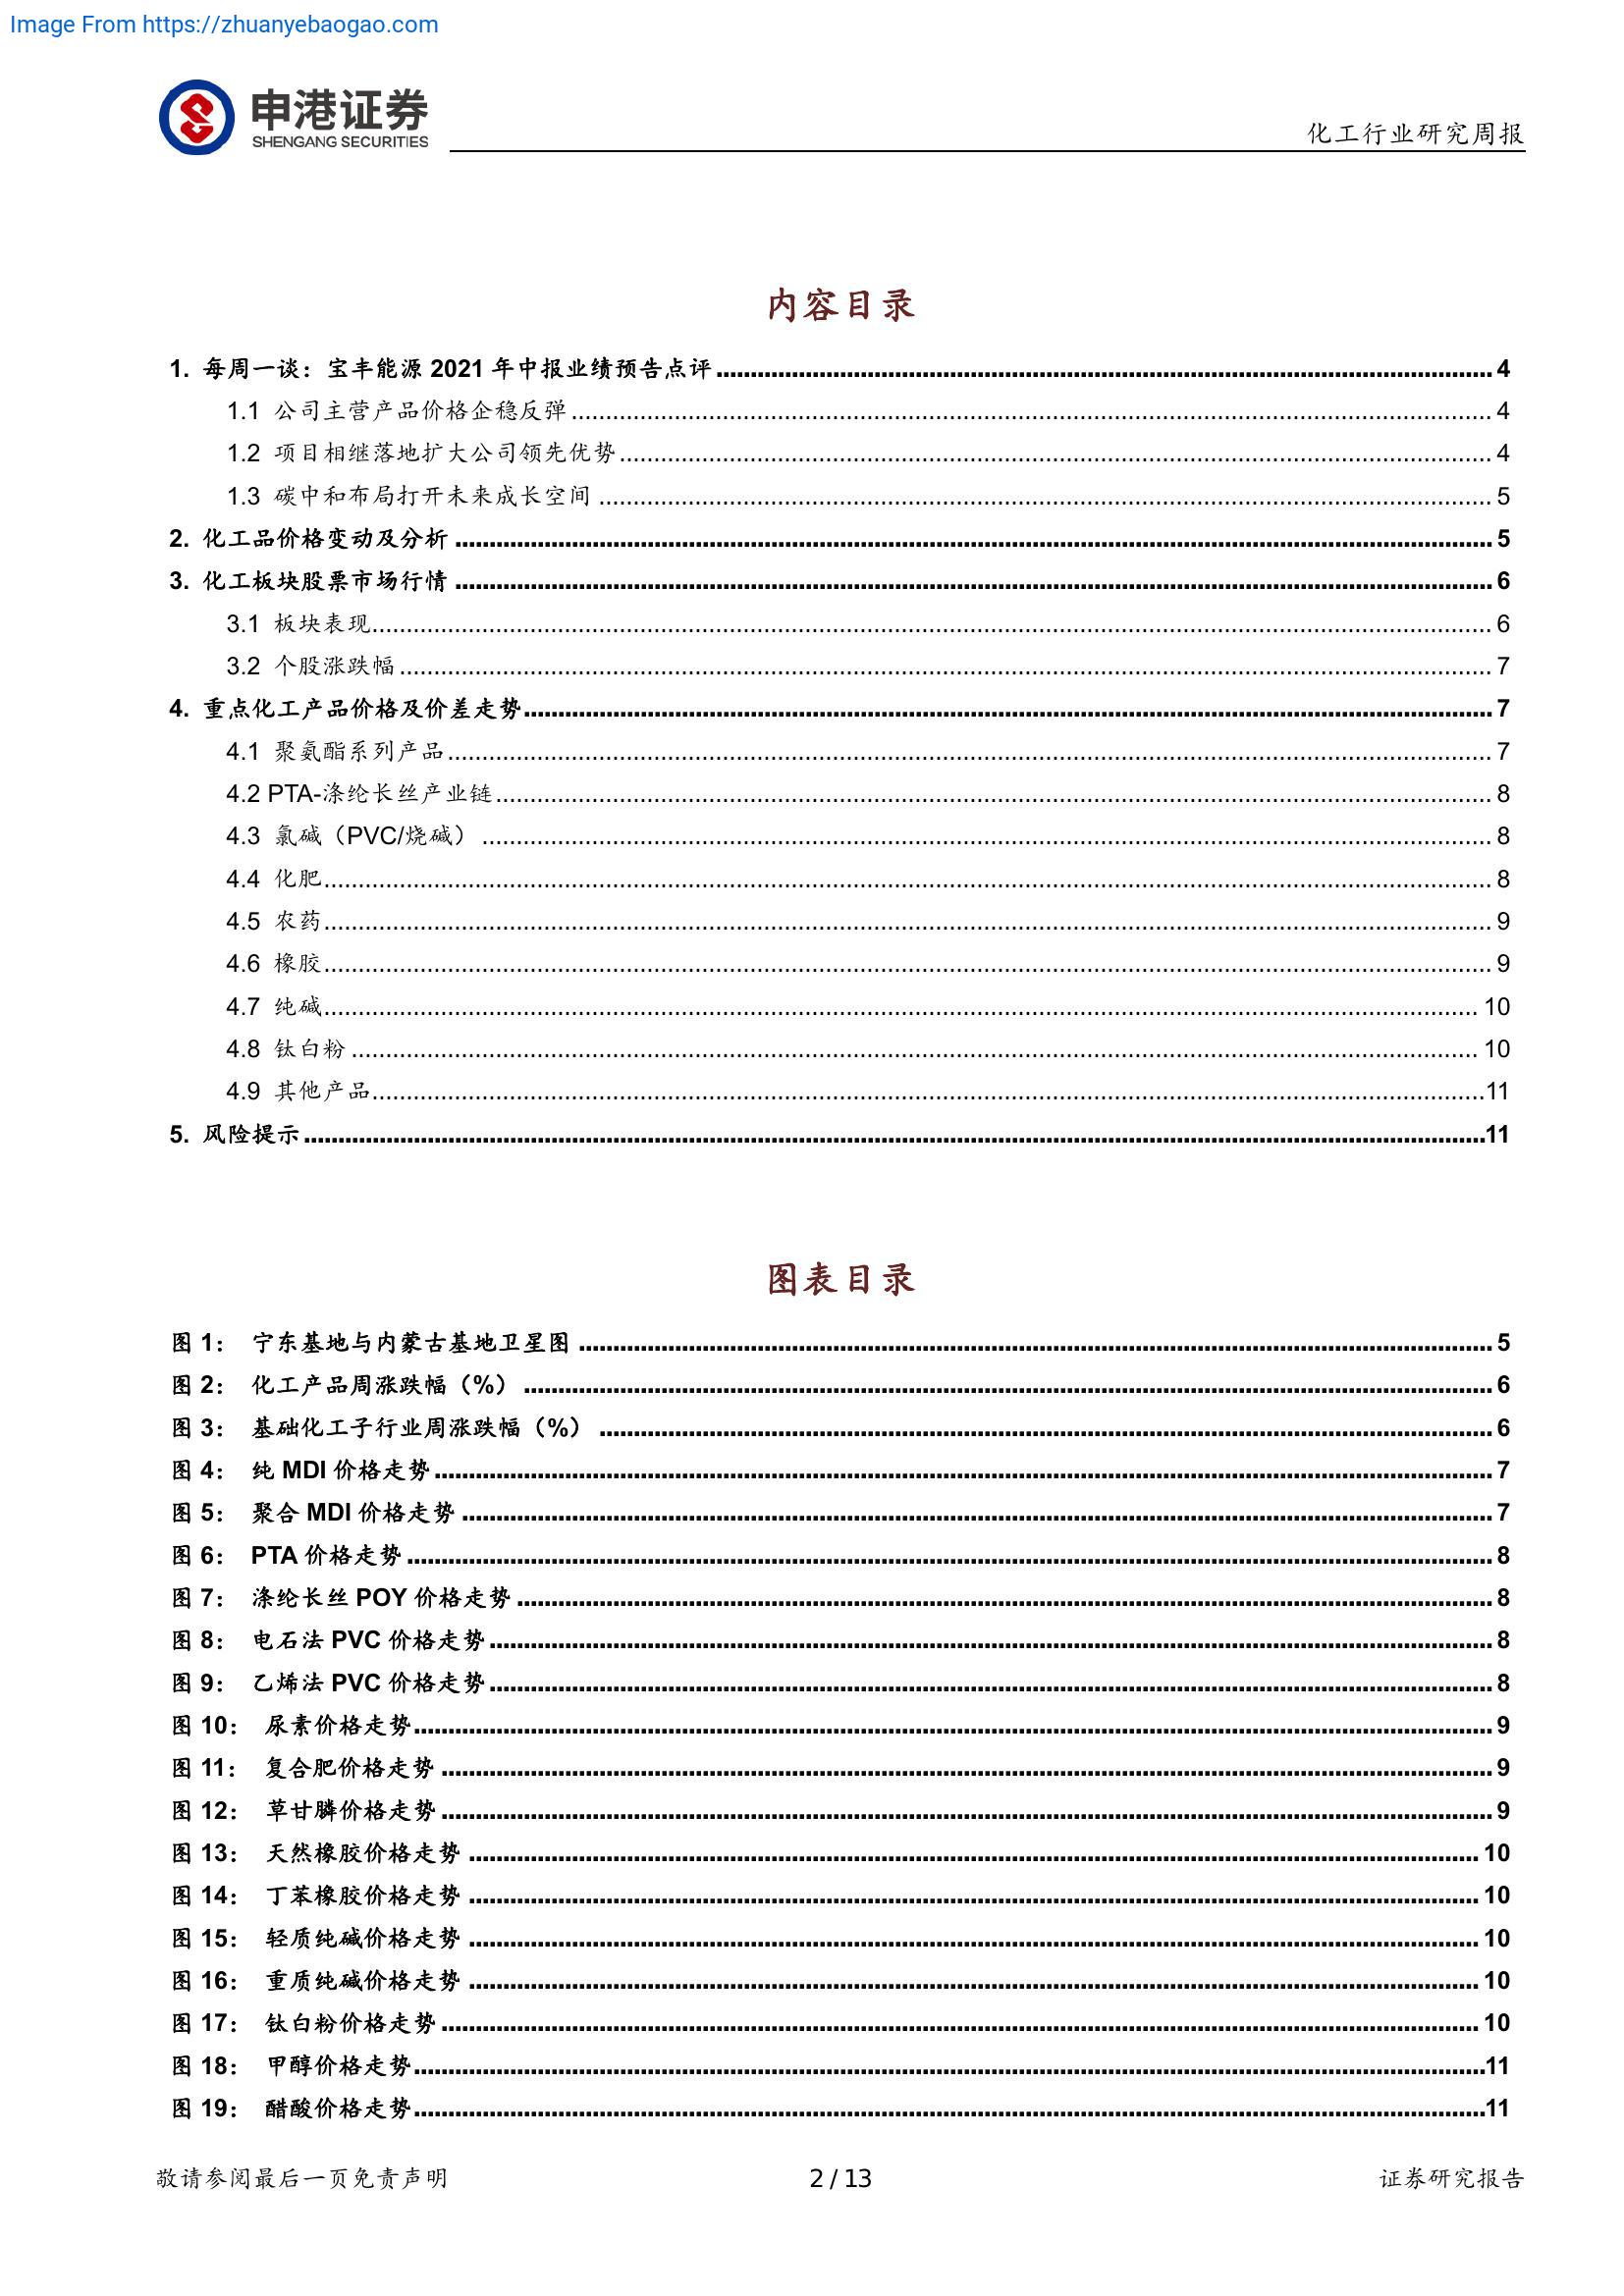 Image From https://zhuanyebaogao.com
申港证券
SHENGANG SECURITIES
化工行业研究周报
内容目录
1. 每周一谈：宝丰能源 2021 年中报业绩预告点评 4
1.1 公司主营产品价格企稳反弹 4
1.2 项目相继落地扩大公司领先优势 4
1.3 碳中和布局打开未来成长空间 5
2. 化工品价格变动及分析 5
3. 化工板块股票市场行情 6
3.1 板块表现 6
3.2 个股涨跌幅 7
4. 重点化工产品价格及价差走势 7
4.1 聚氨酯系列产品 7
4.2 PTA-涤纶长丝产业链 8
4.3 氯碱（PVC/烧碱） 8
4.4 化肥 8
4.5 农药 9
4.6 橡胶 9
4.7 纯碱 10
4.8 钛白粉 10
4.9 其他产品 11
5. 风险提示 11
图表目录
图 1： 宁东基地与内蒙古基地卫星图 5
图 2： 化工产品周涨跌幅（%） 6
图 3： 基础化工子行业周涨跌幅（%） 6
图 4： 纯 MDI 价格走势 7
图 5： 聚合 MDI 价格走势 7
图 6： PTA 价格走势 8
图 7： 涤纶长丝 POY 价格走势 8
图 8： 电石法 PVC 价格走势 8
图 9： 乙烯法 PVC 价格走势 8
图 10： 尿素价格走势 9
图 11： 复合肥价格走势 9
图 12： 草甘膦价格走势 9
图 13： 天然橡胶价格走势 10
图 14： 丁苯橡胶价格走势 10
图 15： 轻质纯碱价格走势 10
图 16： 重质纯碱价格走势 10
图 17： 钛白粉价格走势 10
图 18： 甲醇价格走势 11
图 19： 醋酸价格走势 11
敬请参阅最后一页免责声明
2 / 13
证券研究报告